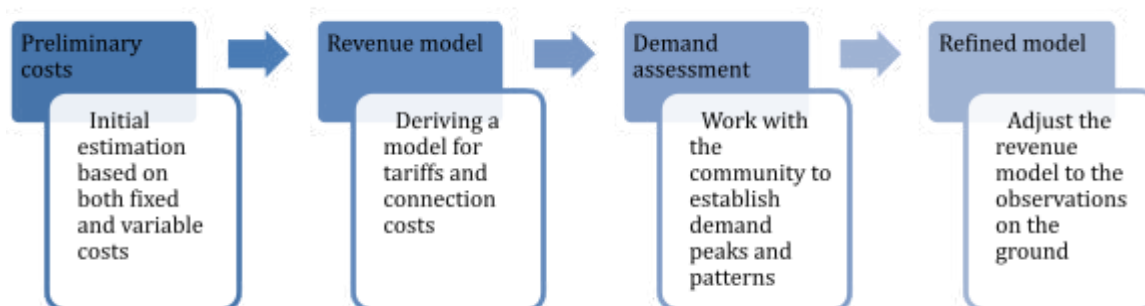 Preliminary
costs
Initial
estimation
based on
both fixed
and variable
costs
Revenue model
Deriving a
model for
tariffs and
connection
costs
Demand
assessment
Work with
the
community to
establish
demand
peaks and
patterns
Refined model
Adjust the
revenue
model to the
observations
on the
ground